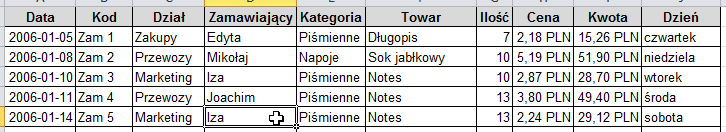 Data Kod Dział Zamawiający Kategoria Towar Ilość Cena Kwota Dzień
2006-01-05 Zam 1 Zakupy Edyta Piśmienne Długopis 7 2,18 PLN 15,26 PLN czwartek
2006-01-08 Zam 2 Przewozy Mikołaj Napoje Sok jabłkowy 10 5,19 PLN 51,90 PLN niedziela
2006-01-10 Zam 3 Marketing Iza Piśmienne Notes 10 2,87 PLN 28,70 PLN wtorek
2006-01-11 Zam 4 Przewozy Joachim Piśmienne Notes 13 3,80 PLN 49,40 PLN środa
2006-01-14 Zam 5 Marketing Iza Piśmienne Notes 13 2,24 PLN 29,12 PLN sobota